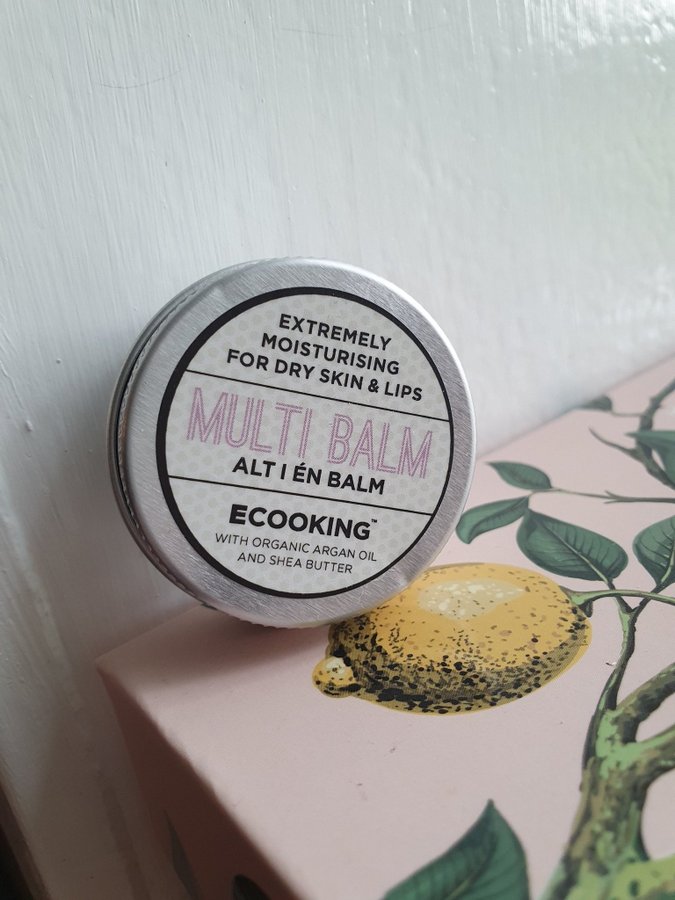 EXTREMELY
MOISTURISING
FOR DRY SKIN & LIPS
MULTI BALM
ALT I ÉN BALM
ECOOKING™
WITH ORGANIC ARGAN OIL
AND SHEA BUTTER